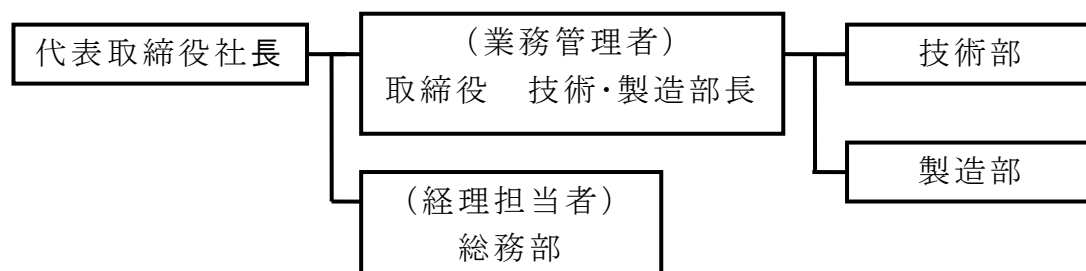 代表取締役社長
(業務管理者)
取締役　技術・製造部長
技術部
製造部
(経理担当者)
総務部